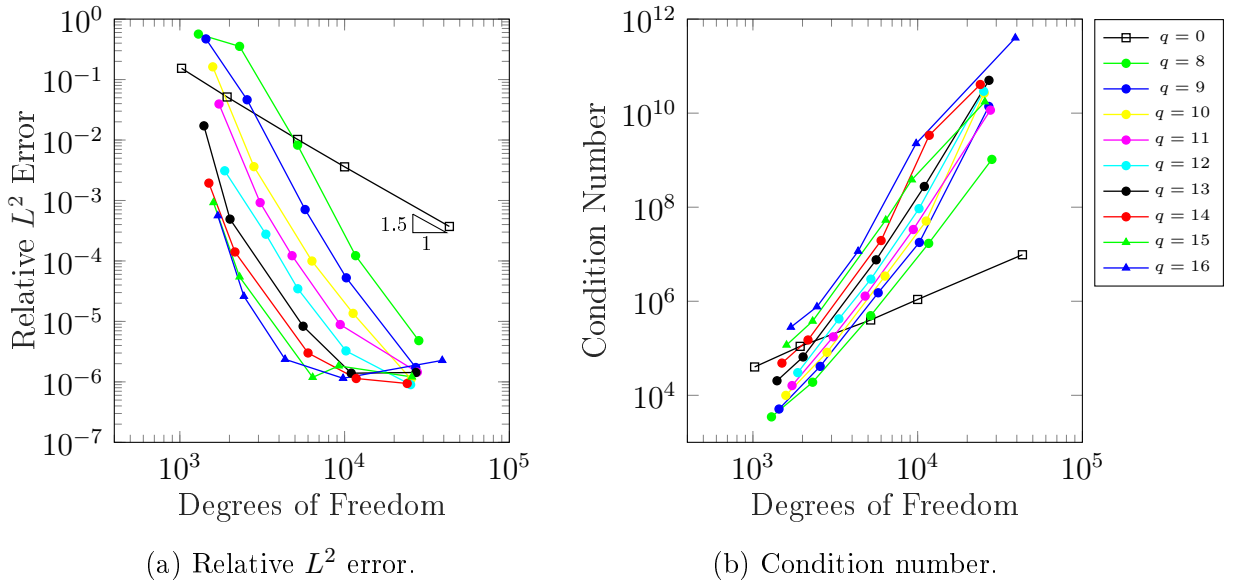 10^0
10^{-1}
10^{-2}
10^{-3}
10^{-4}
10^{-5}
10^{-6}
10^{-7}
10^3
10^4
10^5
Relative L^2 Error
Degrees of Freedom
1.5
1
(a) Relative L^2 error.
10^{12}
10^{10}
10^8
10^6
10^4
10^3
10^4
10^5
Condition Number
Degrees of Freedom
(b) Condition number.
q = 0
q = 8
q = 9
q = 10
q = 11
q = 12
q = 13
q = 14
q = 15
q = 16